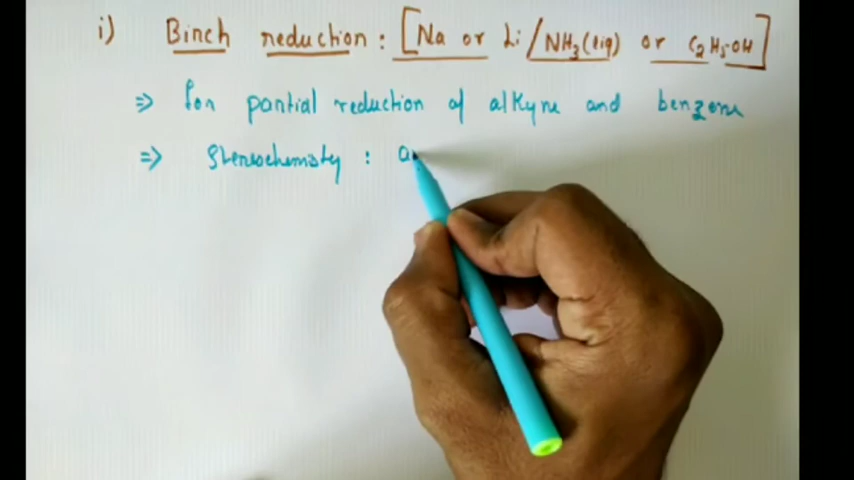 i) Birch reduction : [Na or Li/NH₃(liq) or C₂H₅-OH]
⇒ for partial reduction of alkyne and benzene
⇒ Stereochemistry : a